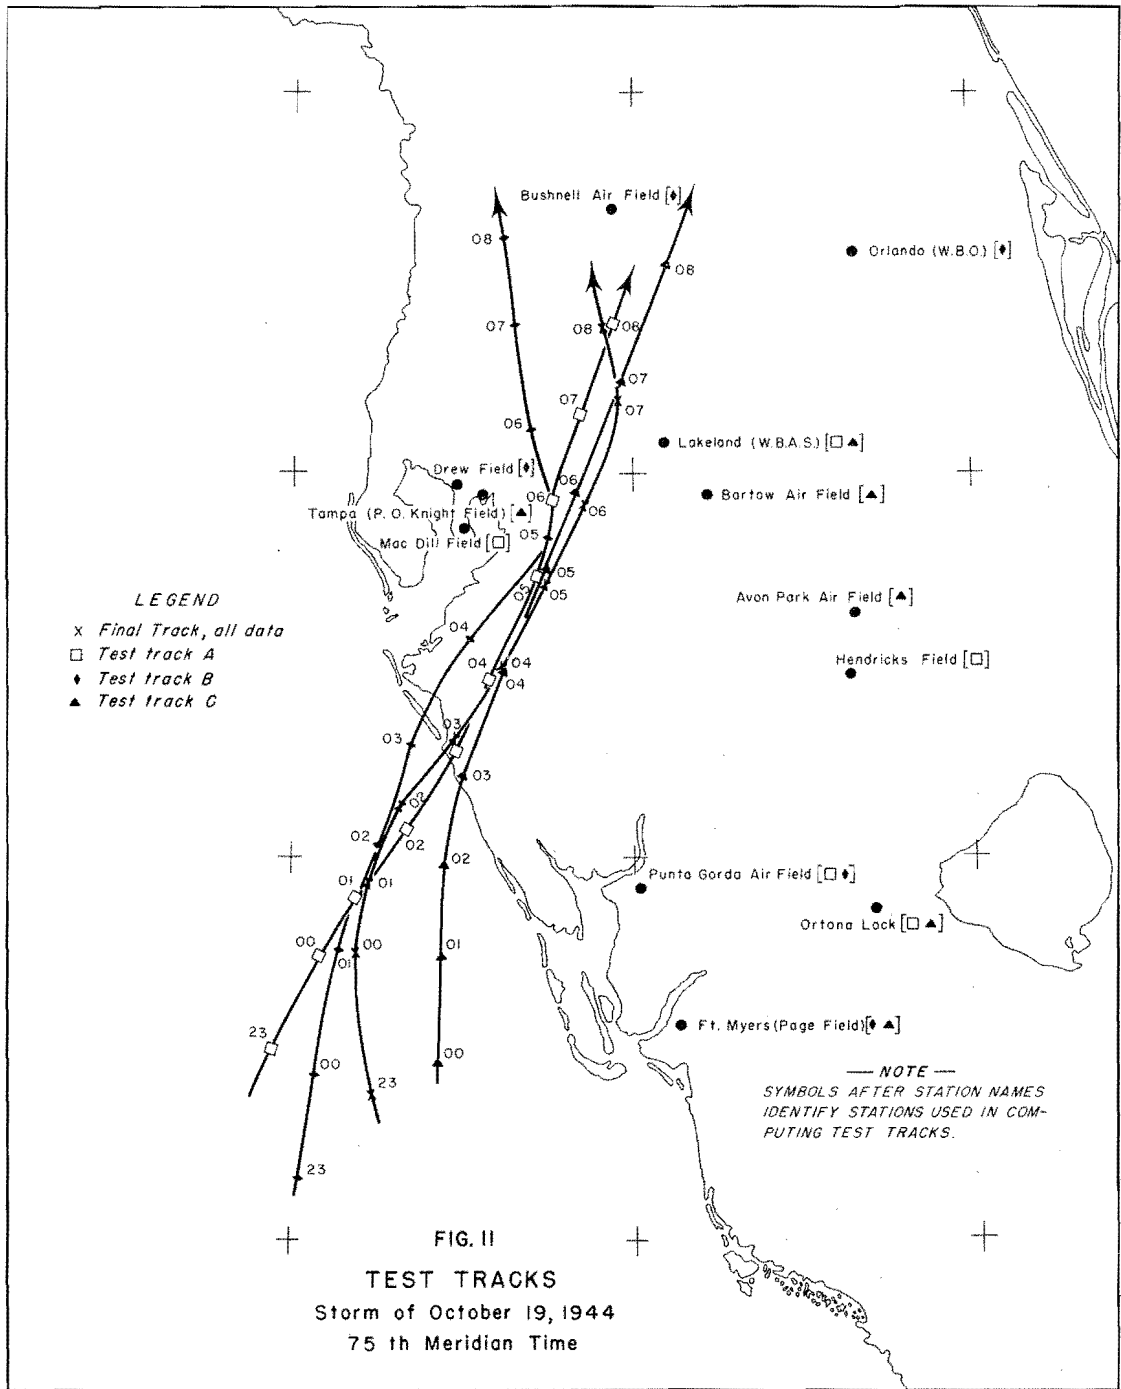 Bushnell Air Field [♦]
Orlando (W.B.O.) [♦]
08
08
07
08 08
07
07
07
06
Lakeland (W.B.A.S.) [□ ▲]
Drew Field [♦]
06
06
Bartow Air Field [▲]
06
Tampa (P. O. Knight Field) [▲]
05
Mac Dill Field [□]
05
05
05
Avon Park Air Field [▲]
LEGEND
x Final Track, all data
□ Test track A
♦ Test track B
▲ Test track C
04
04 04
04
Hendricks Field [□]
03
03
03
02
02
02
02
01 01
Punta Gorda Air Field [□ ♦]
Ortona Lock [□ ▲]
00
00
01
01
Ft. Myers (Page Field) [♦ ▲]
23
00
00
23
23
— NOTE —
SYMBOLS AFTER STATION NAMES
IDENTIFY STATIONS USED IN COM-
PUTING TEST TRACKS.
FIG. 11
TEST TRACKS
Storm of October 19, 1944
75 th Meridian Time